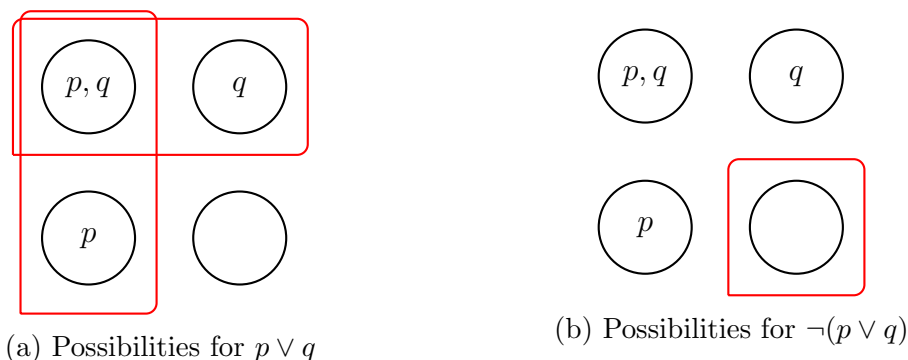 p, q
q
p
(a) Possibilities for p ∨ q
p, q
q
p
(b) Possibilities for ¬(p ∨ q)